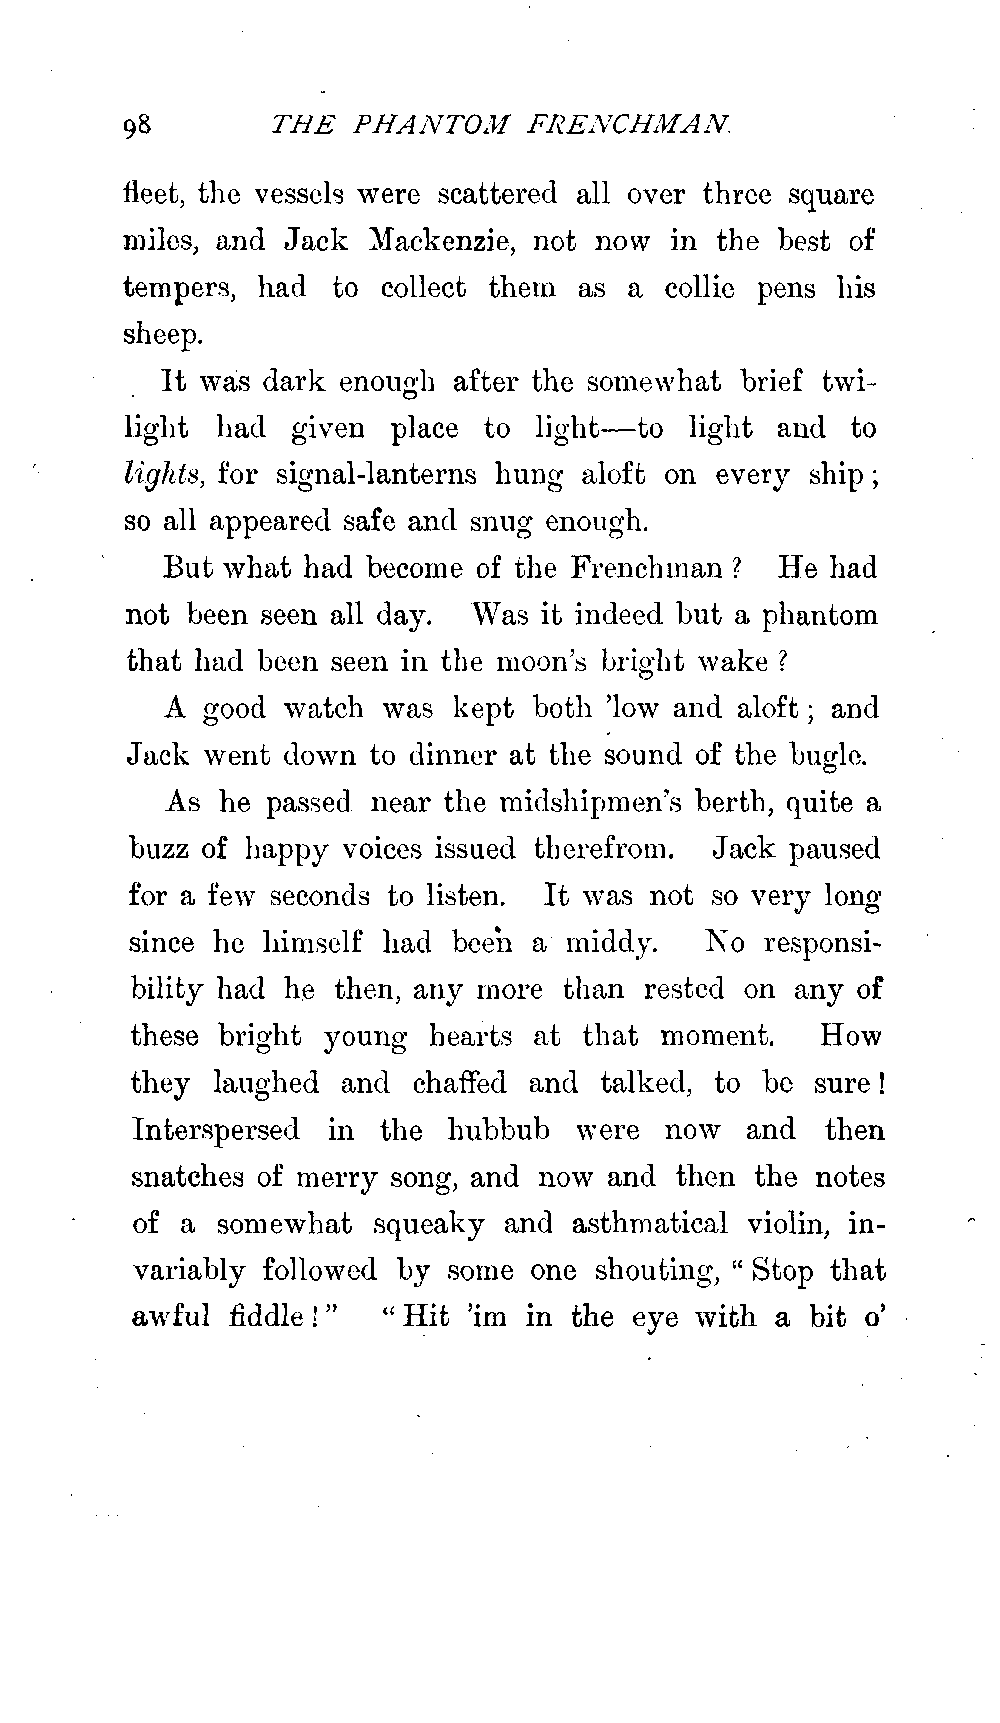 98 THE PHANTOM FRENCHMAN.
fleet, the vessels were scattered all over three square
miles, and Jack Mackenzie, not now in the best of
tempers, had to collect them as a collie pens his
sheep.
It was dark enough after the somewhat brief twi-
light had given place to light—to light and to
lights, for signal-lanterns hung aloft on every ship;
so all appeared safe and snug enough.
But what had become of the Frenchman? He had
not been seen all day. Was it indeed but a phantom
that had been seen in the moon's bright wake?
A good watch was kept both 'low and aloft; and
Jack went down to dinner at the sound of the bugle.
As he passed near the midshipmen's berth, quite a
buzz of happy voices issued therefrom. Jack paused
for a few seconds to listen. It was not so very long
since he himself had been a middy. No responsi-
bility had he then, any more than rested on any of
these bright young hearts at that moment. How
they laughed and chaffed and talked, to be sure!
Interspersed in the hubbub were now and then
snatches of merry song, and now and then the notes
of a somewhat squeaky and asthmatical violin, in-
variably followed by some one shouting, "Stop that
awful fiddle!" "Hit 'im in the eye with a bit o'